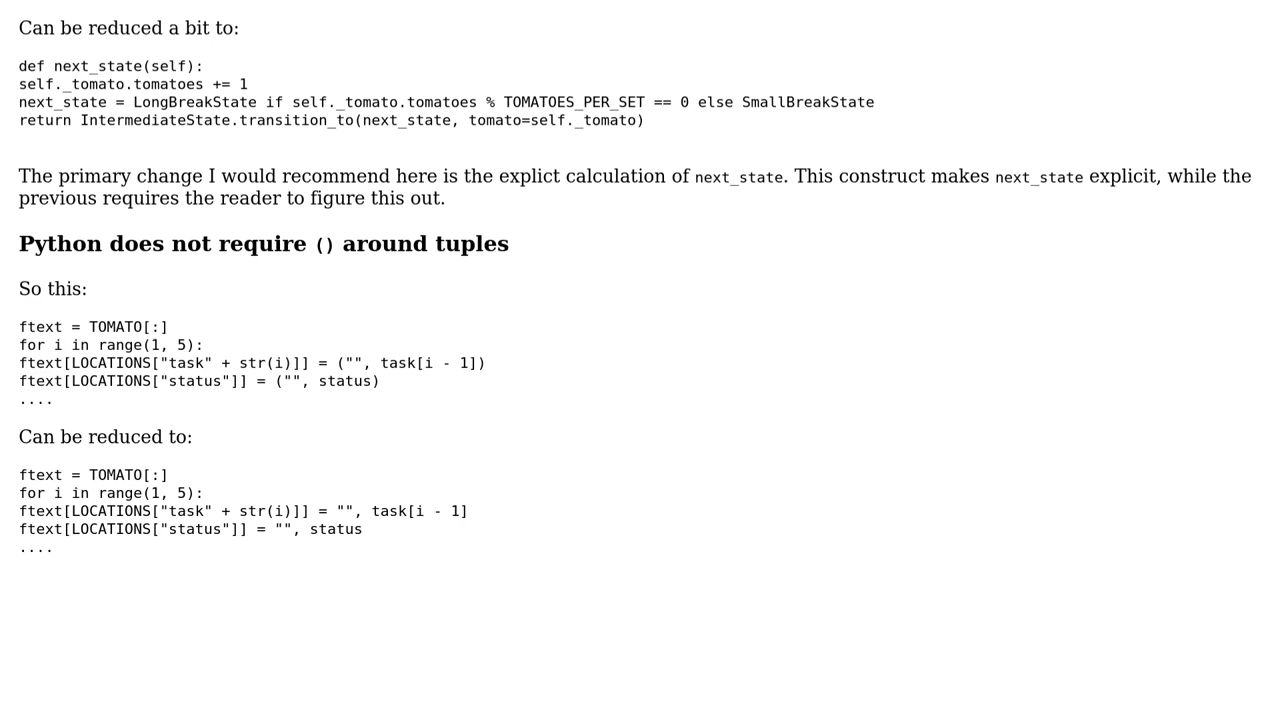 Can be reduced a bit to:
def next_state(self):
self._tomato.tomatoes += 1
next_state = LongBreakState if self._tomato.tomatoes % TOMATOES_PER_SET == 0 else SmallBreakState
return IntermediateState.transition_to(next_state, tomato=self._tomato)
The primary change I would recommend here is the explict calculation of next_state. This construct makes next_state explicit, while the
previous requires the reader to figure this out.
Python does not require () around tuples
So this:
ftext = TOMATO[:]
for i in range(1, 5):
ftext[LOCATIONS["task" + str(i)]] = ("", task[i - 1])
ftext[LOCATIONS["status"]] = ("", status)
....
Can be reduced to:
ftext = TOMATO[:]
for i in range(1, 5):
ftext[LOCATIONS["task" + str(i)]] = "", task[i - 1]
ftext[LOCATIONS["status"]] = "", status
....